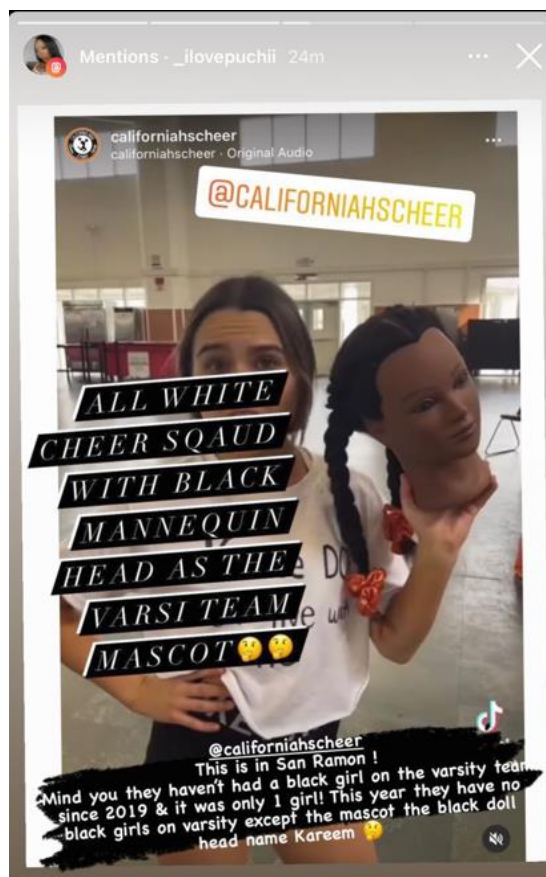 Mentions · _ilovepuchii 24m
californiahscheer
californiahscheer · Original Audio
@CALIFORNIAHSCHEER
ALL WHITE
CHEER SQAUD
WITH BLACK
MANNEQUIN
HEAD AS THE
VARSI TEAM
MASCOT🤔🤔
@californiahscheer
This is in San Ramon !
Mind you they haven't had a black girl on the varsity team
since 2019 & it was only 1 girl! This year they have no
black girls on varsity except the mascot the black doll
head name Kareem 🤔